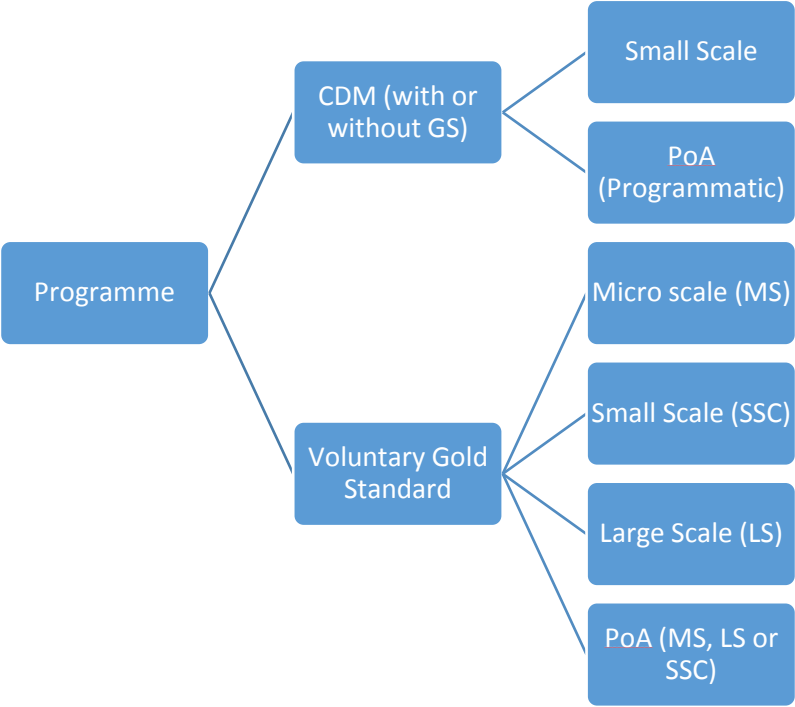 Programme
CDM (with or
without GS)
Small Scale
PoA
(Programmatic)
Voluntary Gold
Standard
Micro scale (MS)
Small Scale (SSC)
Large Scale (LS)
PoA (MS, LS or
SSC)